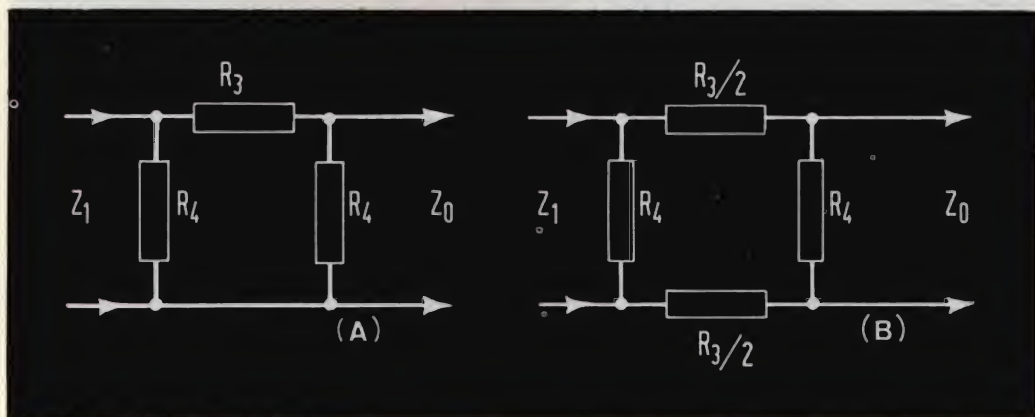 R₃
Z₁ R₄ R₄ Z₀
(A)
R₃/2
Z₁ R₄ R₄ Z₀
(B)
R₃/2